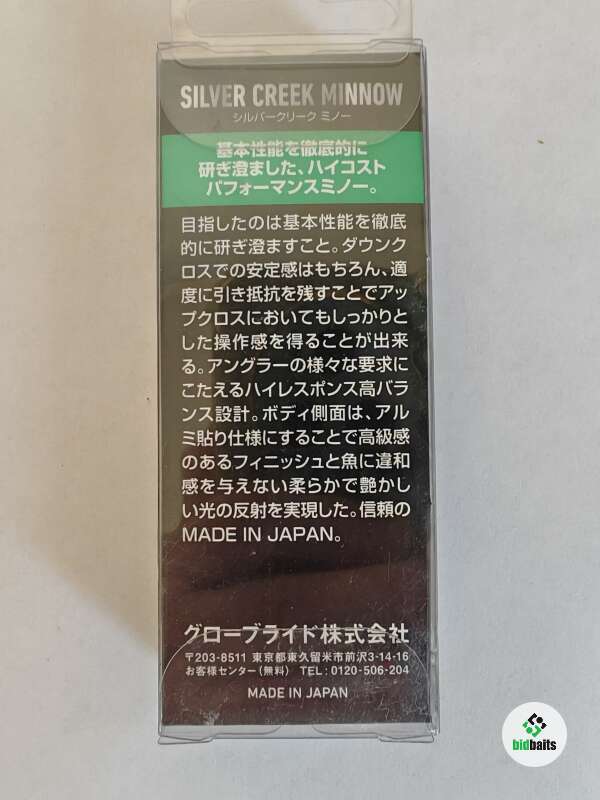 SILVER CREEK MINNOW
シルバークリーク ミノー
基本性能を徹底的に
研ぎ澄ました、ハイコスト
パフォーマンスミノー。
目指したのは基本性能を徹底
的に研ぎ澄ますこと。ダウンク
ロスでの安定感はもちろん、適
度に引き抵抗を残すことでアッ
プクロスにおいてもしっかりと
した操作感を得ることが出来
る。アングラーの様々な要求に
こたえるハイレスポンス高バラ
ンス設計。ボディ側面は、アル
ミ貼り仕様にすることで高級感
のあるフィニッシュと魚に違和
感を与えない柔らかで艶かし
い光の反射を実現した。信頼の
MADE IN JAPAN。
グローブライド株式会社
〒203-8511 東京都東久留米市前沢3-14-16
お客様センター(無料) TEL:0120-506-204
MADE IN JAPAN
bidbaits